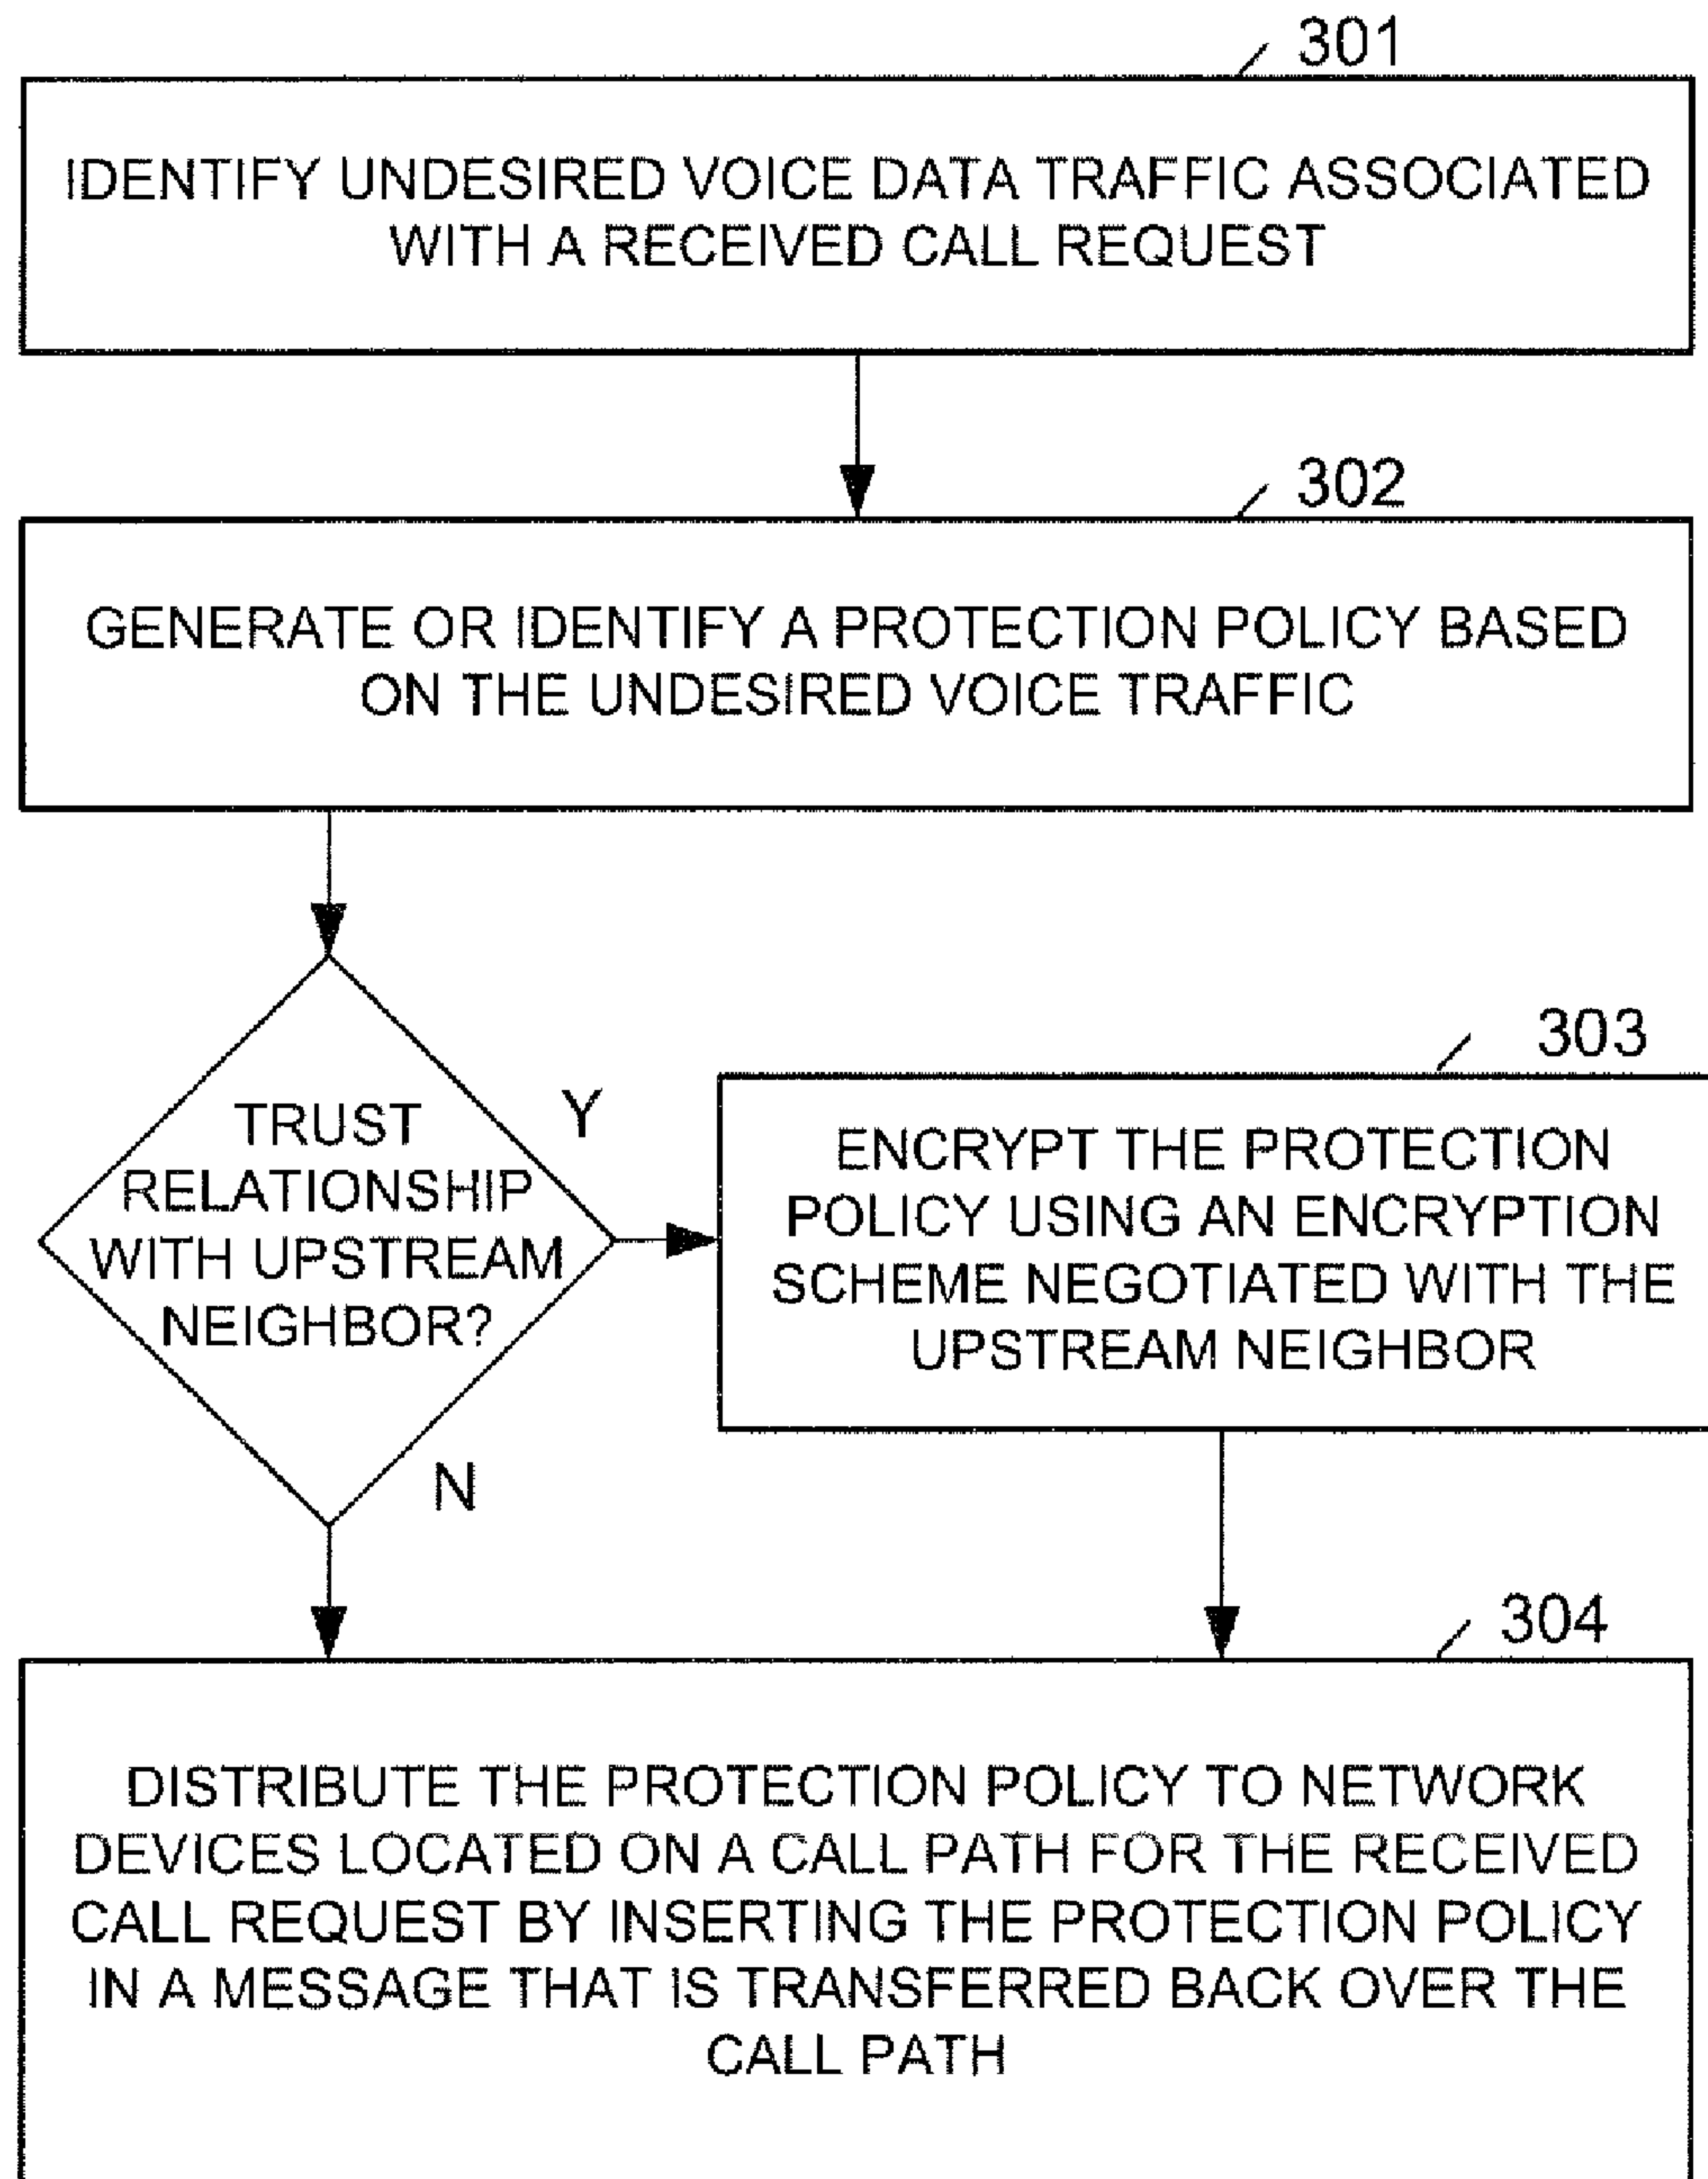 301
IDENTIFY UNDESIRED VOICE DATA TRAFFIC ASSOCIATED
WITH A RECEIVED CALL REQUEST
302
GENERATE OR IDENTIFY A PROTECTION POLICY BASED
ON THE UNDESIRED VOICE TRAFFIC
TRUST
RELATIONSHIP
WITH UPSTREAM
NEIGHBOR?
Y
303
ENCRYPT THE PROTECTION
POLICY USING AN ENCRYPTION
SCHEME NEGOTIATED WITH THE
UPSTREAM NEIGHBOR
N
304
DISTRIBUTE THE PROTECTION POLICY TO NETWORK
DEVICES LOCATED ON A CALL PATH FOR THE RECEIVED
CALL REQUEST BY INSERTING THE PROTECTION POLICY
IN A MESSAGE THAT IS TRANSFERRED BACK OVER THE
CALL PATH